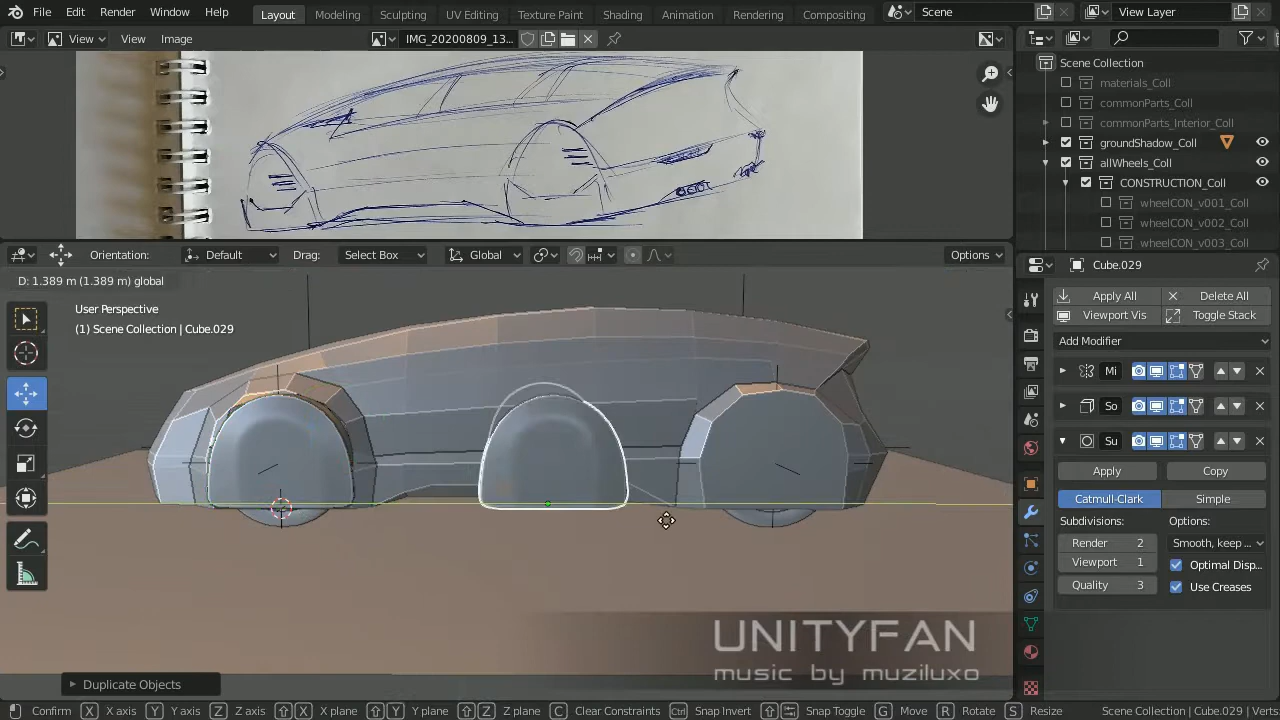 File Edit Render Window Help Layout Modeling Sculpting UV Editing Texture Paint Shading Animation Rendering Compositing Scene View Layer
View View Image IMG_20200809_13...
Scene Collection
materials_Coll
commonParts_Coll
commonParts_Interior_Coll
groundShadow_Coll
allWheels_Coll
CONSTRUCTION_Coll
wheelCON_v001_Coll
wheelCON_v002_Coll
wheelCON_v003_Coll
Orientation: Default Drag: Select Box Global Options
Cube.029
D: 1.389 m (1.389 m) global
User Perspective
(1) Scene Collection | Cube.029
Apply All Delete All
Viewport Vis Toggle Stack
Add Modifier
Mi
So
Su
Apply Copy
Catmull-Clark Simple
Subdivisions: Options:
Render 2 Smooth, keep ...
Viewport 1 Optimal Disp...
Quality 3 Use Creases
UNITYFAN
music by muziluxo
Duplicate Objects
Confirm X X axis Y Y axis Z Z axis X X plane Y Y plane Z Z plane C Clear Constraints Ctrl Snap Invert Snap Toggle G Move R Rotate S Resize Scene Collection | Cube.029 | Verts